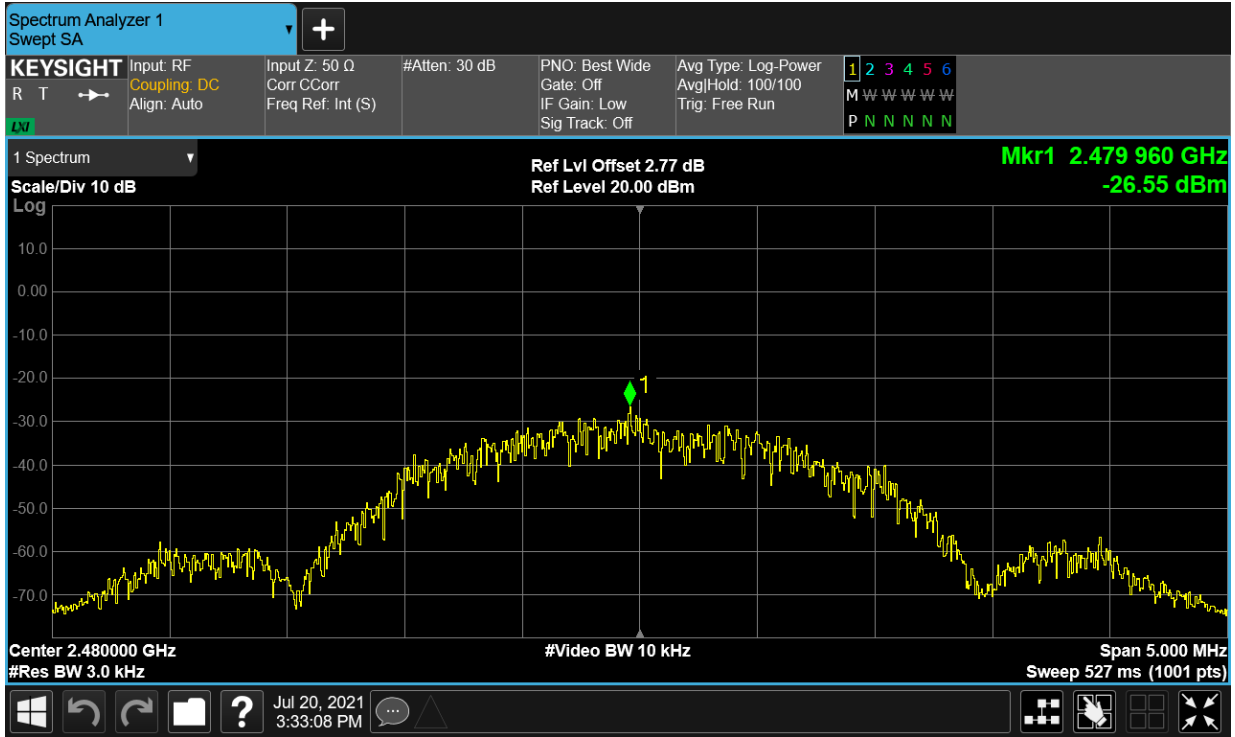 Spectrum Analyzer 1
Swept SA
+
KEYSIGHT
R T
LXI
Input: RF
Coupling: DC
Align: Auto
Input Z: 50 Ω
Corr CCorr
Freq Ref: Int (S)
#Atten: 30 dB
PNO: Best Wide
Gate: Off
IF Gain: Low
Sig Track: Off
Avg Type: Log-Power
Avg|Hold: 100/100
Trig: Free Run
1 2 3 4 5 6
M W W W W W
P N N N N N
1 Spectrum
Scale/Div 10 dB
Log
Ref Lvl Offset 2.77 dB
Ref Level 20.00 dBm
Mkr1 2.479 960 GHz
-26.55 dBm
10.0
0.00
-10.0
-20.0
-30.0
-40.0
-50.0
-60.0
-70.0
1
Center 2.480000 GHz
#Res BW 3.0 kHz
#Video BW 10 kHz
Span 5.000 MHz
Sweep 527 ms (1001 pts)
?
Jul 20, 2021
3:33:08 PM